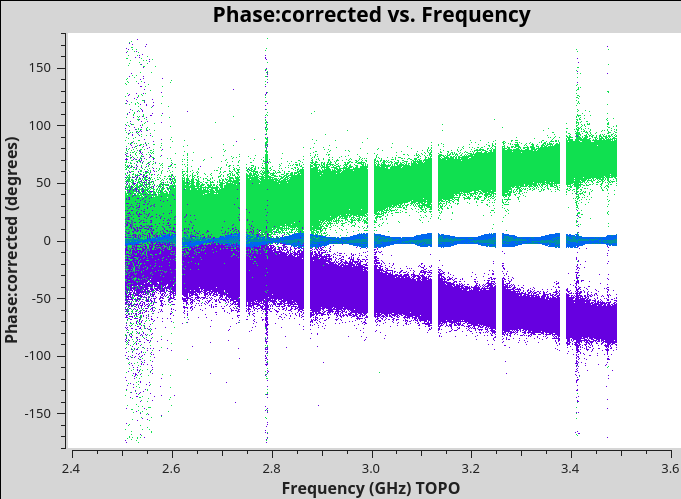 Phase:corrected vs. Frequency
Phase:corrected (degrees)
150
100
50
0
-50
-100
-150
2.4 2.6 2.8 3.0 3.2 3.4 3.6
Frequency (GHz) TOPO